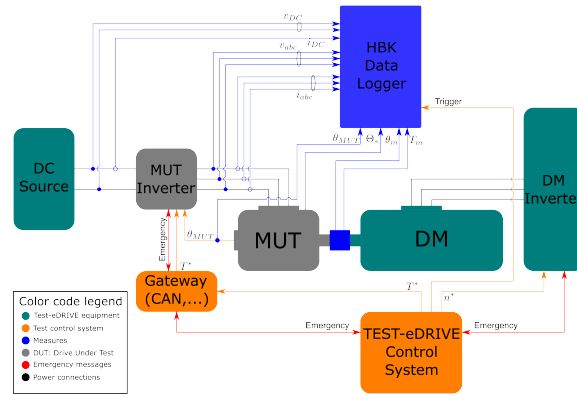 v_DC
i_DC
v_abc
i_abc
HBK
Data
Logger
Trigger
θ_MUT
Θ_s
θ_m
T_m
DC
Source
MUT
Inverter
DM
Inverter
Emergency
θ_MUT
MUT
DM
T*
Gateway
(CAN,...)
T*
n*
Emergency
TEST-eDRIVE
Control
System
Emergency
Color code legend
Test-eDRIVE equipment
Test control system
Measures
DUT: Drive Under Test
Emergency messages
Power connections